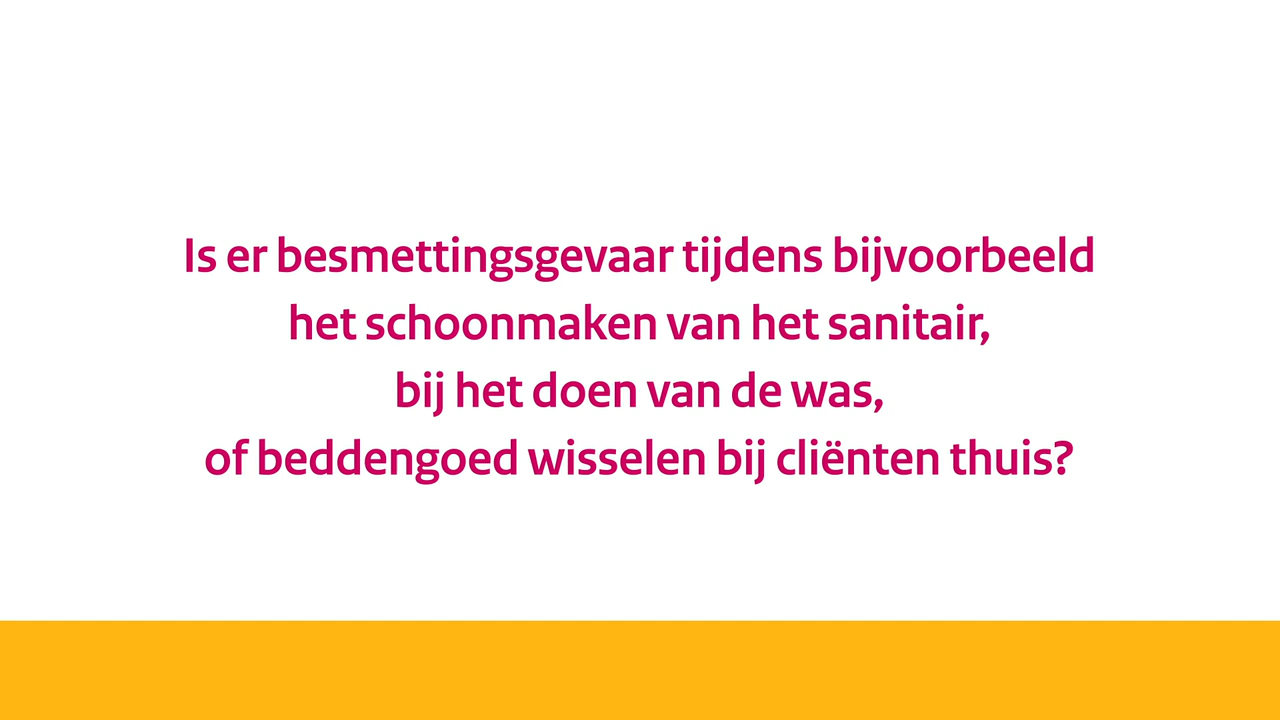 Is er besmettingsgevaar tijdens bijvoorbeeld
het schoonmaken van het sanitair,
bij het doen van de was,
of beddengoed wisselen bij cliënten thuis?